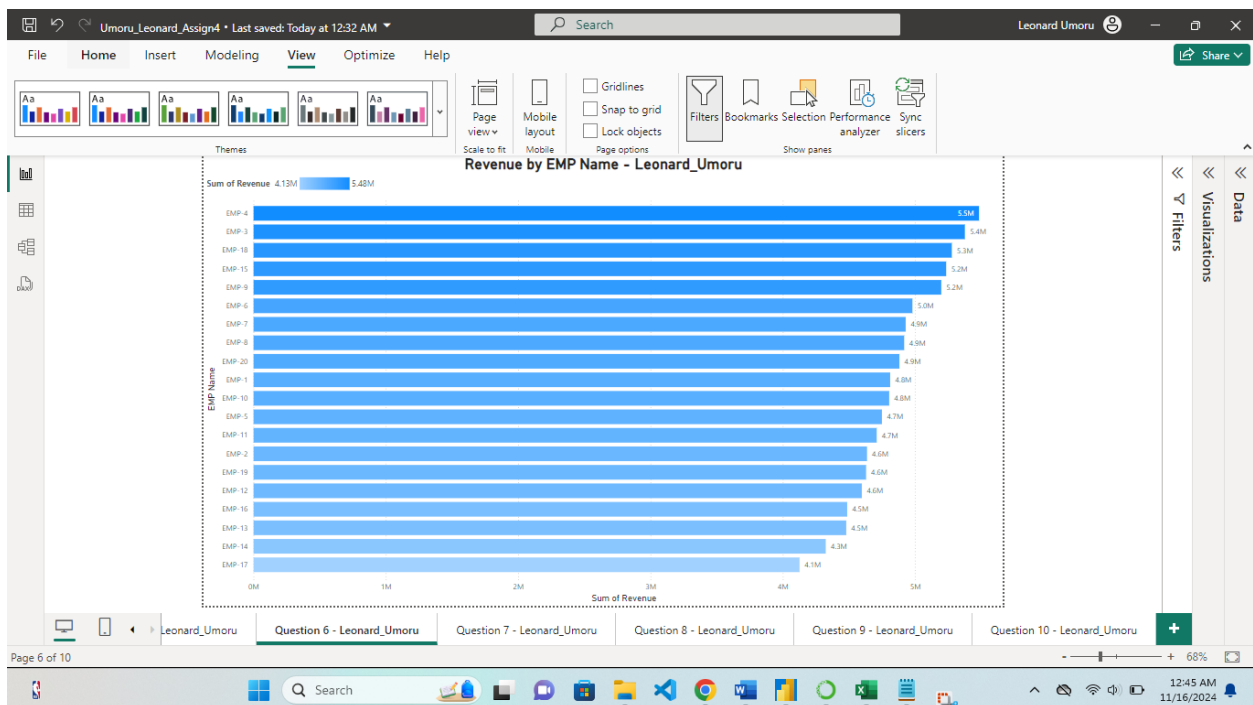 Umoru_Leonard_Assign4 • Last saved: Today at 12:32 AM
Search
Leonard Umoru
File Home Insert Modeling View Optimize Help
Share
Aa Aa Aa Aa Aa Aa
Page view
Mobile layout
Gridlines
Snap to grid
Lock objects
Filters Bookmarks Selection Performance analyzer Sync slicers
Themes Scale to fit Mobile Page options Show panes
Revenue by EMP Name - Leonard_Umoru
Sum of Revenue 4.13M 5.48M
EMP-4 5.5M
EMP-3 5.4M
EMP-18 5.3M
EMP-15 5.2M
EMP-9 5.2M
EMP-6 5.0M
EMP-7 4.9M
EMP-8 4.9M
EMP-20 4.9M
EMP-1 4.8M
EMP-10 4.8M
EMP-5 4.7M
EMP-11 4.7M
EMP-2 4.6M
EMP-19 4.6M
EMP-12 4.6M
EMP-16 4.5M
EMP-13 4.5M
EMP-14 4.3M
EMP-17 4.1M
EMP Name
0M 1M 2M 3M 4M 5M
Sum of Revenue
Filters
Visualizations
Data
DAX
Leonard_Umoru Question 6 - Leonard_Umoru Question 7 - Leonard_Umoru Question 8 - Leonard_Umoru Question 9 - Leonard_Umoru Question 10 - Leonard_Umoru +
Page 6 of 10
- + 68%
Search
12:45 AM
11/16/2024